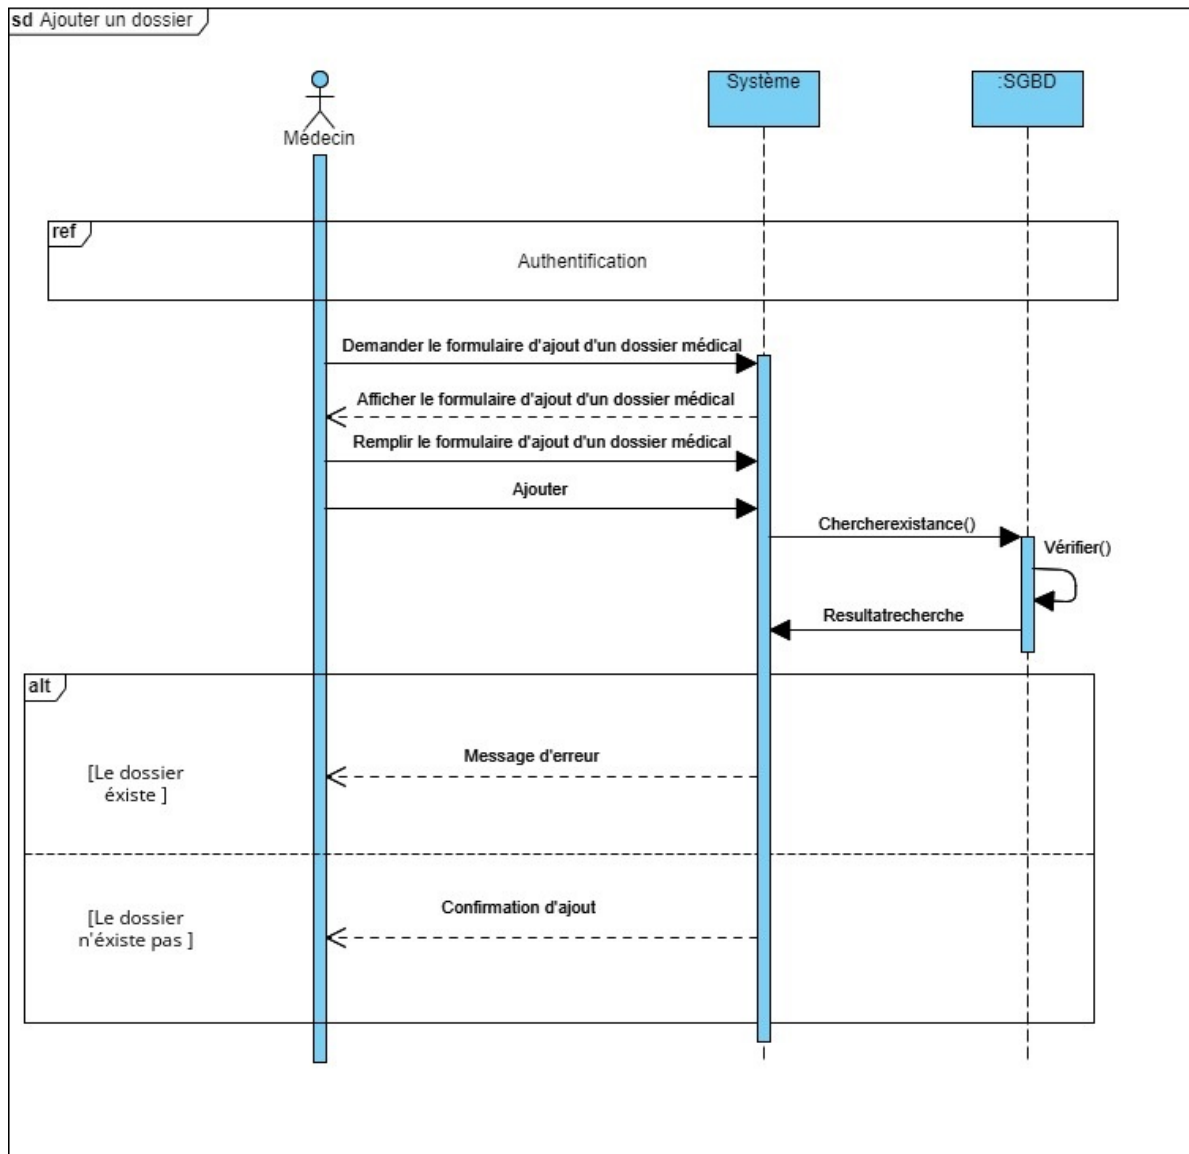 sd Ajouter un dossier
Système
:SGBD
Médecin
ref
Authentification
Demander le formulaire d'ajout d'un dossier médical
Afficher le formulaire d'ajout d'un dossier médical
Remplir le formulaire d'ajout d'un dossier médical
Ajouter
Chercherexistance()
Vérifier()
Resultatrecherche
alt
Message d'erreur
[Le dossier
éxiste ]
Confirmation d'ajout
[Le dossier
n'éxiste pas ]